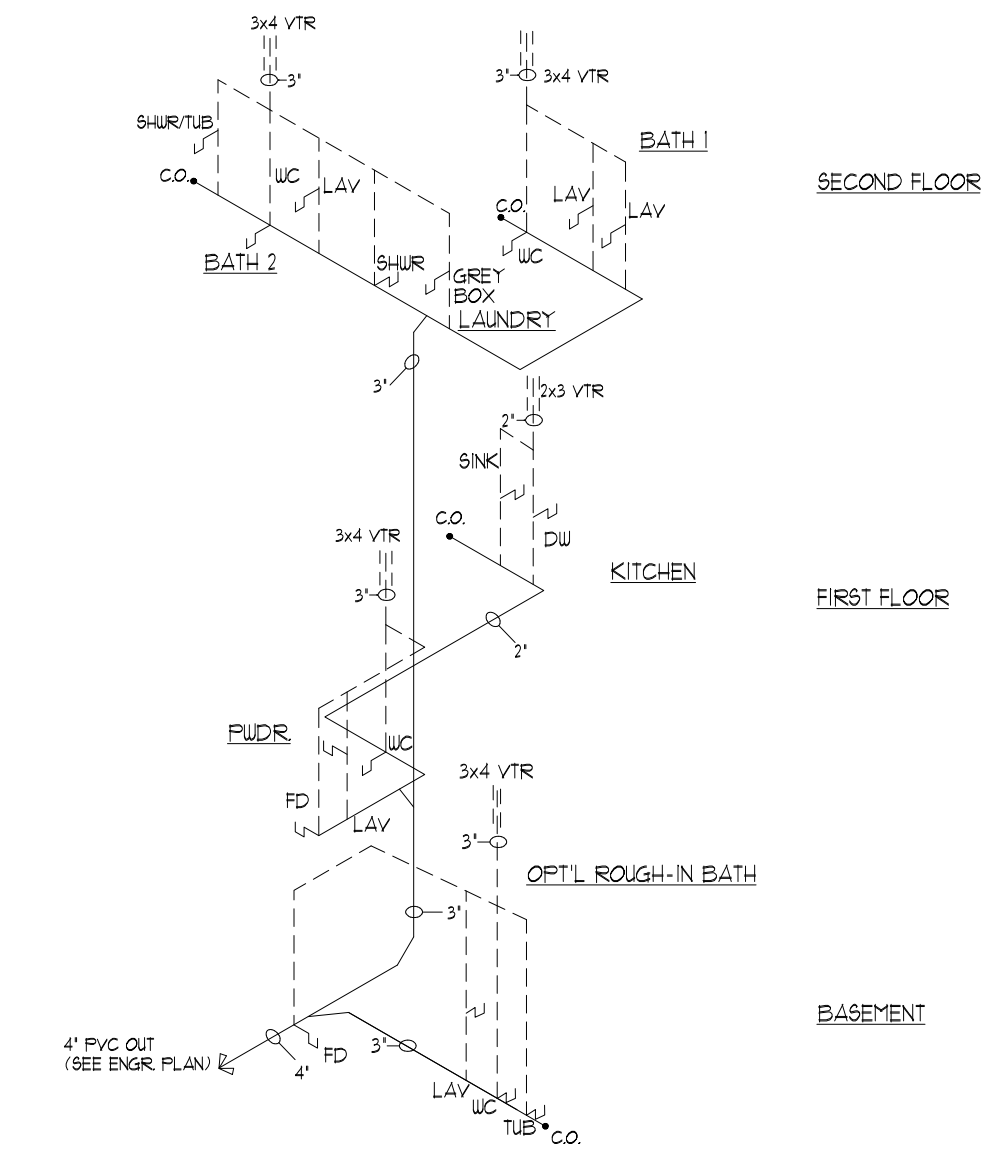 3x4 VTR
3"
3"
3x4 VTR
SHWR/TUB
BATH 1
C.O.
WC
LAV
LAV
SECOND FLOOR
C.O.
LAV
WC
BATH 2
SHWR
GREY
BOX
LAUNDRY
3"
2x3 VTR
2"
SINK
C.O.
3x4 VTR
DW
KITCHEN
3"
FIRST FLOOR
2"
PWDR.
WC
3x4 VTR
FD
LAV
3"
OPT'L ROUGH-IN BATH
3"
BASEMENT
4" PVC OUT
(SEE ENGR. PLAN)
FD
3"
4"
LAV
WC
TUB
C.O.